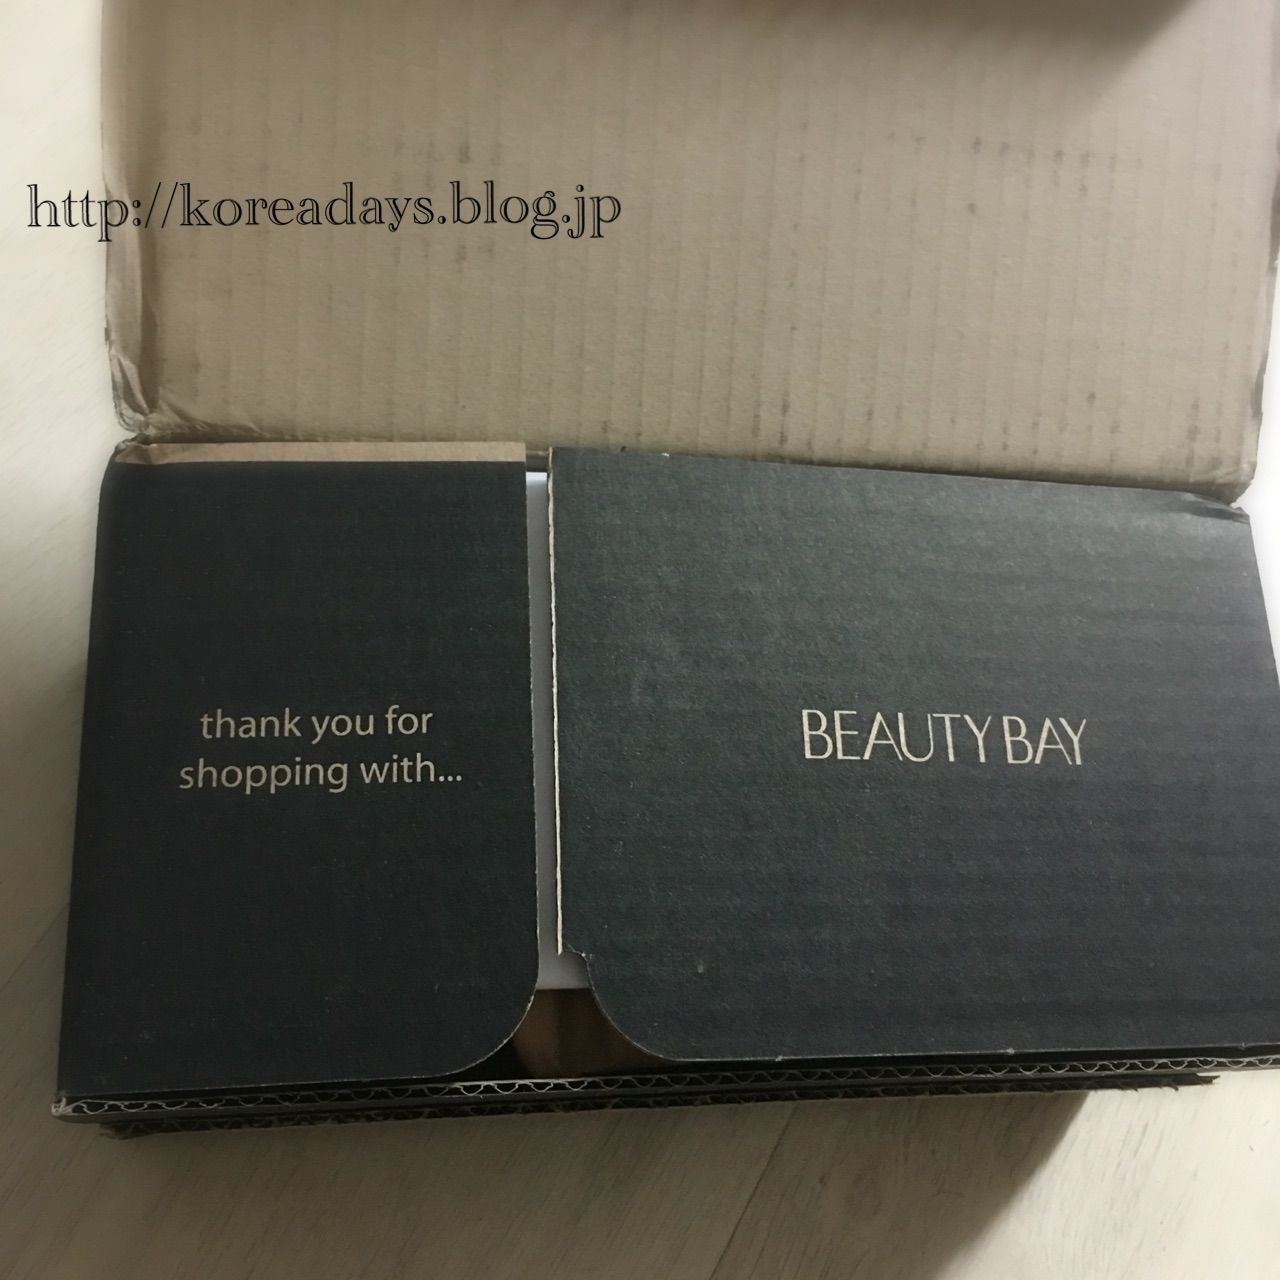 http://koreadays.blog.jp
thank you for
shopping with...
BEAUTY BAY